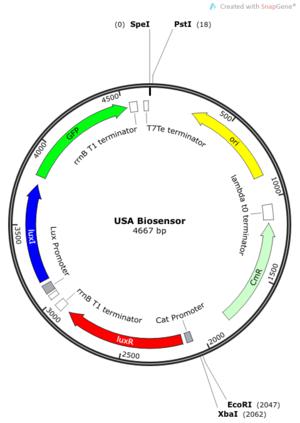 Created with SnapGene®
(0) SpeI
PstI (18)
4500
500
rrnB T1 terminator
T7Te terminator
GFP
ori
4000
1000
lambda t0 terminator
luxI
Lux Promoter
USA Biosensor
4667 bp
3500
CmR
1500
3000
rrnB T1 terminator
Cat Promoter
luxR
2500
2000
EcoRI (2047)
XbaI (2062)